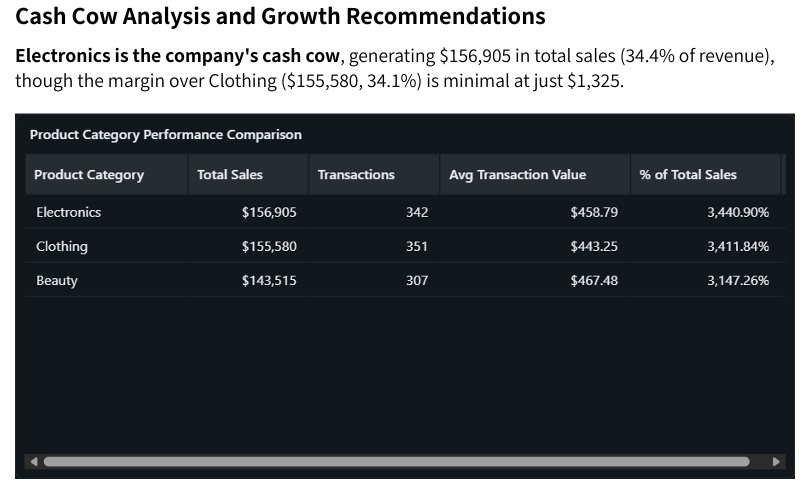 Cash Cow Analysis and Growth Recommendations
Electronics is the company's cash cow, generating $156,905 in total sales (34.4% of revenue),
though the margin over Clothing ($155,580, 34.1%) is minimal at just $1,325.
Product Category Performance Comparison
Product Category Total Sales Transactions Avg Transaction Value % of Total Sales
Electronics $156,905 342 $458.79 3,440.90%
Clothing $155,580 351 $443.25 3,411.84%
Beauty $143,515 307 $467.48 3,147.26%